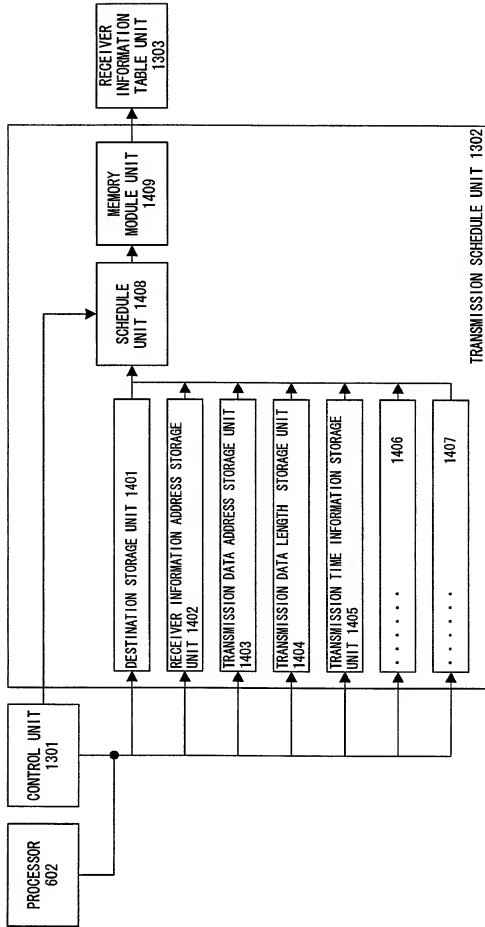 PROCESSOR
602
CONTROL UNIT
1301
DESTINATION STORAGE UNIT 1401
RECEIVER INFORMATION ADDRESS STORAGE
UNIT 1402
TRANSMISSION DATA ADDRESS STORAGE UNIT
1403
TRANSMISSION DATA LENGTH STORAGE UNIT
1404
TRANSMISSION TIME INFORMATION STORAGE
UNIT 1405
. . . . . . . 1406
. . . . . . . 1407
SCHEDULE
UNIT 1408
MEMORY
MODULE UNIT
1409
RECEIVER
INFORMATION
TABLE UNIT
1303
TRANSMISSION SCHEDULE UNIT 1302